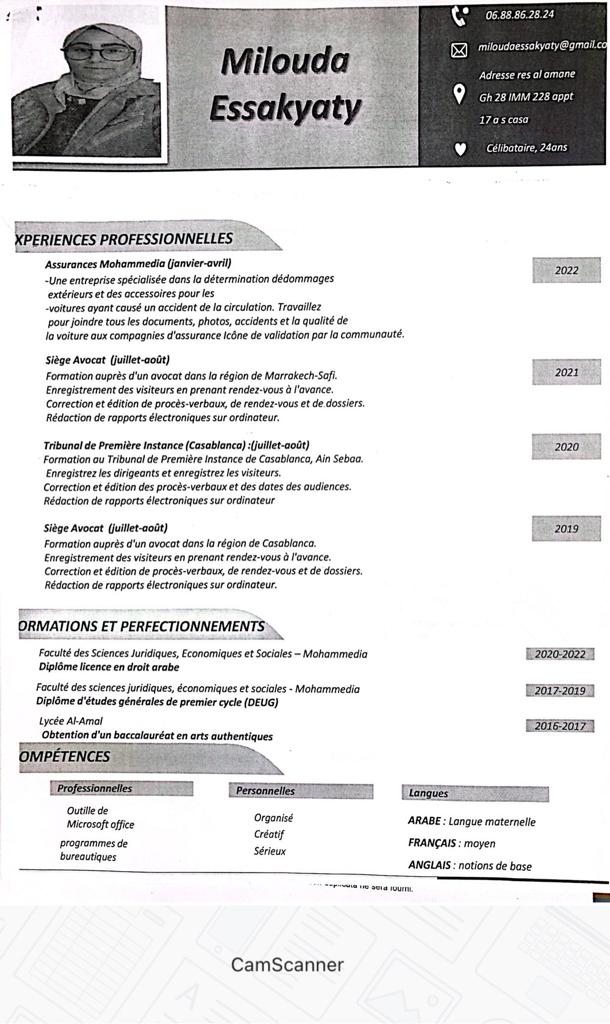 Milouda
Essakyaty
06.88.86.28.24
miloudaessakyaty@gmail.co
Adresse res al amane
Gh 28 IMM 228 appt
17 a s casa
Célibataire, 24ans
XPERIENCES PROFESSIONNELLES
Assurances Mohammedia (janvier-avril)
2022
-Une entreprise spécialisée dans la détermination dédommages
extérieurs et des accessoires pour les
-voitures ayant causé un accident de la circulation. Travaillez
pour joindre tous les documents, photos, accidents et la qualité de
la voiture aux compagnies d'assurance Icône de validation par la communauté.
Siège Avocat (juillet-août)
2021
Formation auprès d'un avocat dans la région de Marrakech-Safi.
Enregistrement des visiteurs en prenant rendez-vous à l'avance.
Correction et édition de procès-verbaux, de rendez-vous et de dossiers.
Rédaction de rapports électroniques sur ordinateur.
Tribunal de Première Instance (Casablanca) :(juillet-août)
2020
Formation au Tribunal de Première Instance de Casablanca, Ain Sebaa.
Enregistrez les dirigeants et enregistrez les visiteurs.
Correction et édition des procès-verbaux et des dates des audiences.
Rédaction de rapports électroniques sur ordinateur
Siège Avocat (juillet-août)
2019
Formation auprès d'un avocat dans la région de Casablanca.
Enregistrement des visiteurs en prenant rendez-vous à l'avance.
Correction et édition de procès-verbaux, de rendez-vous et de dossiers.
Rédaction de rapports électroniques sur ordinateur.
ORMATIONS ET PERFECTIONNEMENTS
Faculté des Sciences Juridiques, Economiques et Sociales – Mohammedia
2020-2022
Diplôme licence en droit arabe
Faculté des sciences juridiques, économiques et sociales - Mohammedia
2017-2019
Diplôme d'études générales de premier cycle (DEUG)
Lycée Al-Amal
2016-2017
Obtention d'un baccalauréat en arts authentiques
OMPÉTENCES
Professionnelles
Outille de
Microsoft office
programmes de
bureautiques
Personnelles
Organisé
Créatif
Sérieux
Langues
ARABE : Langue maternelle
FRANÇAIS : moyen
ANGLAIS : notions de base
ne sera fourni.
CamScanner